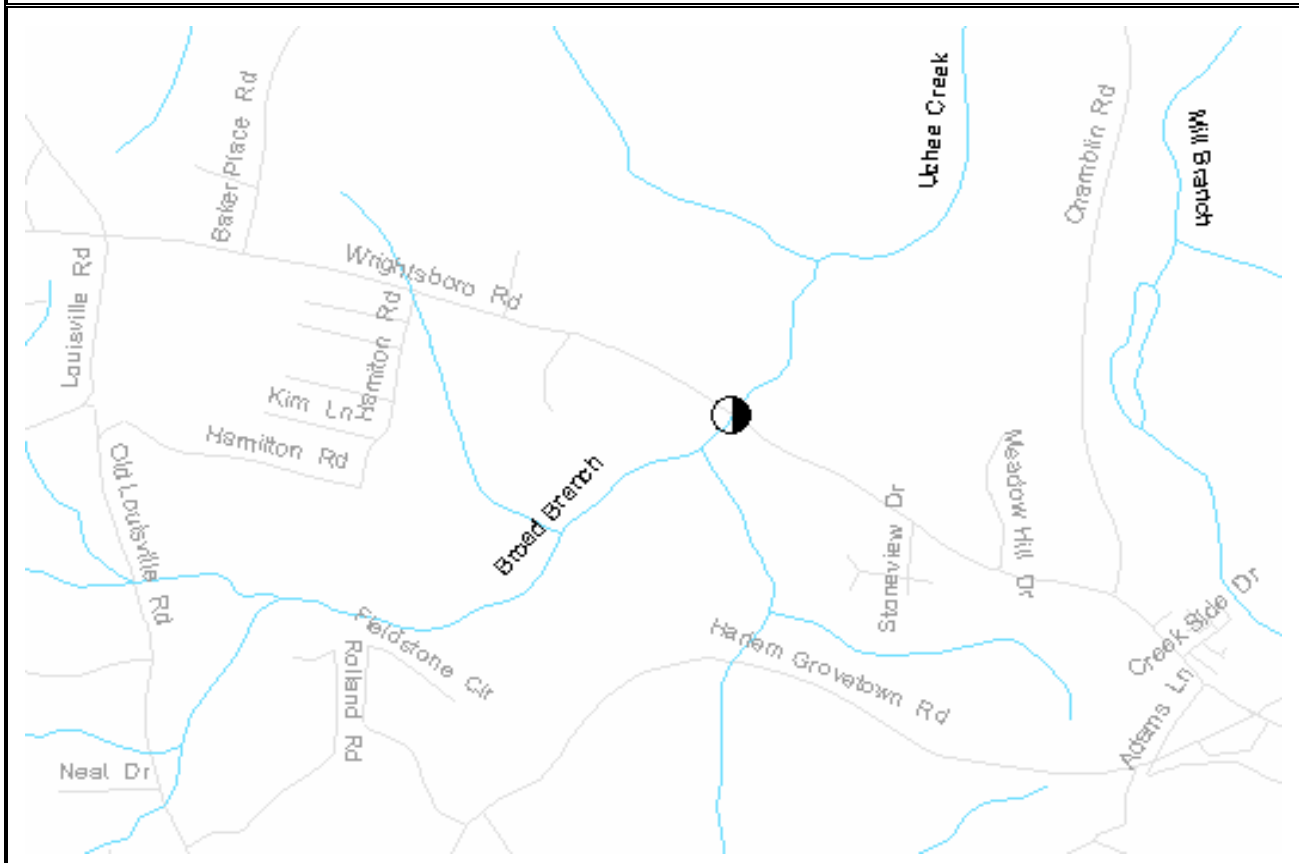 Uchee Creek
Mill Branch
Chamblin Rd
Baker Place Rd
Wrightsboro Rd
Louisville Rd
Hamilton Rd
Kim Ln
Hamilton Rd
Old Louisville Rd
Broad Branch
Meadow Hill Dr
Stoneview Dr
Fieldstone Cir
Rolland Rd
Harlem Grovetown Rd
Creek Side Dr
Adams Ln
Neal Dr